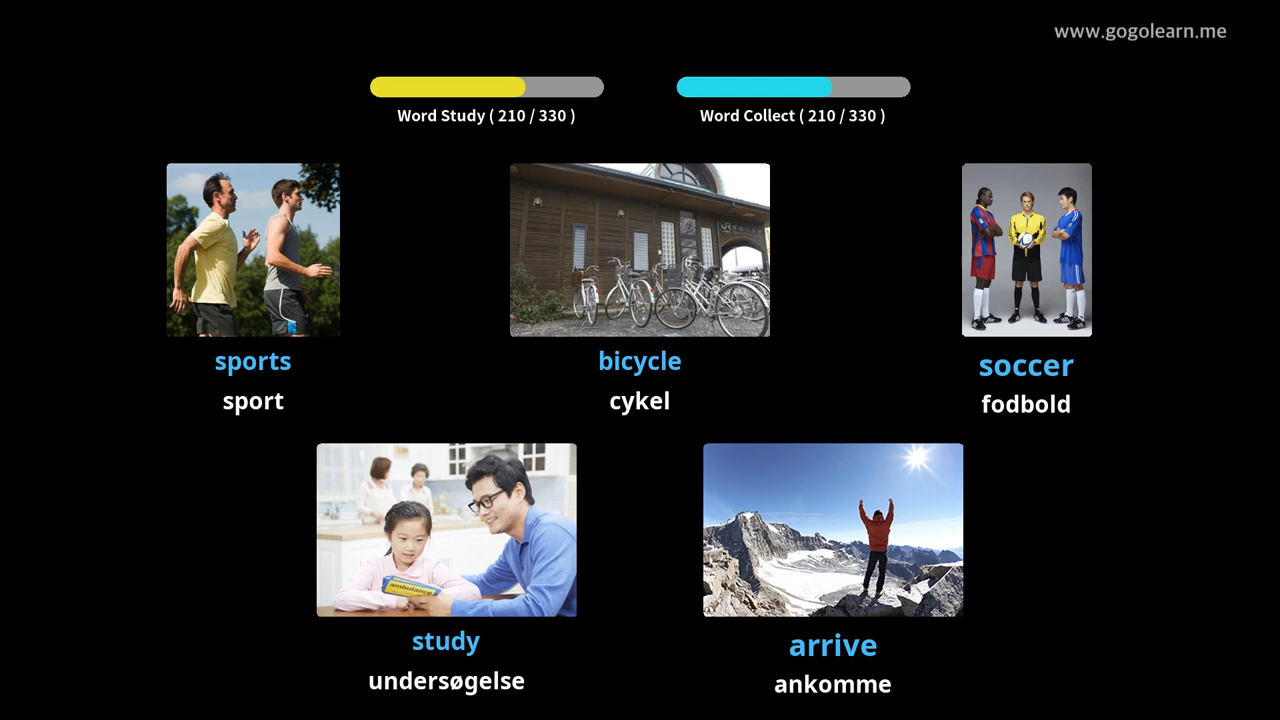 www.gogolearn.me
Word Study ( 210 / 330 )
Word Collect ( 210 / 330 )
sports
sport
bicycle
cykel
soccer
fodbold
ambulance
study
undersøgelse
arrive
ankomme